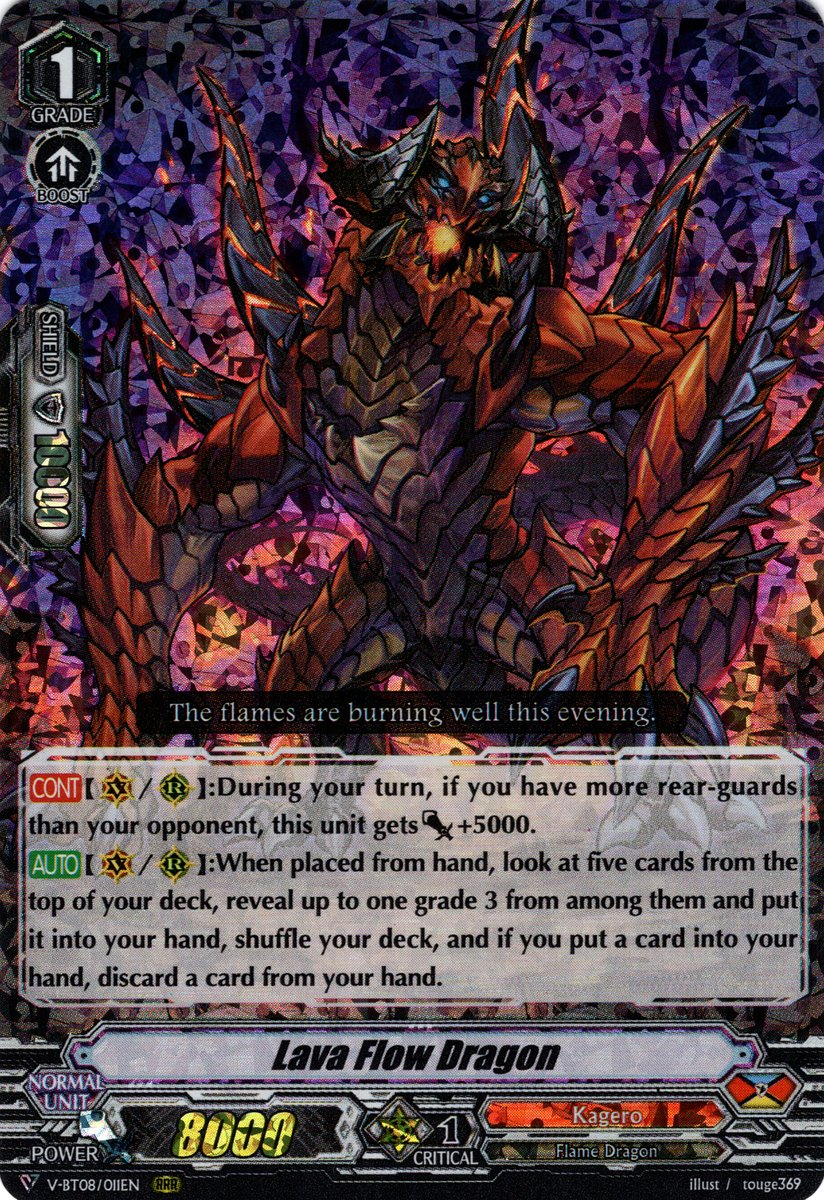 1
GRADE
BOOST
SHIELD
10000
The flames are burning well this evening.
CONT【V/R】:During your turn, if you have more rear-guards
than your opponent, this unit gets +5000.
AUTO【V/R】:When placed from hand, look at five cards from the
top of your deck, reveal up to one grade 3 from among them and put
it into your hand, shuffle your deck, and if you put a card into your
hand, discard a card from your hand.
Lava Flow Dragon
NORMAL
UNIT
POWER
8000
1
CRITICAL
Kagero
Flame Dragon
V-BT08/011EN RRR
illust / touge369